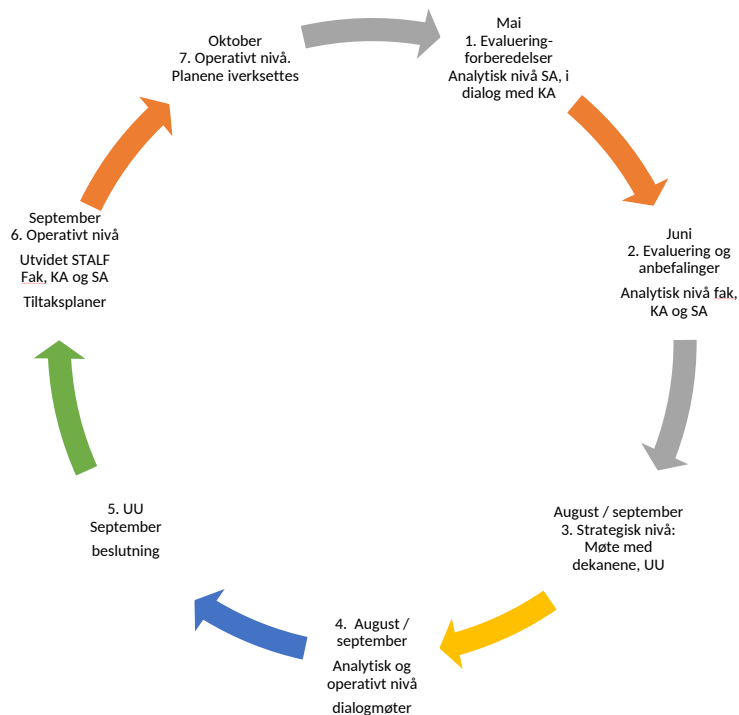 Mai
1. Evaluering-
forberedelser
Analytisk nivå SA, i
dialog med KA
Juni
2. Evaluering og
anbefalinger
Analytisk nivå fak,
KA og SA
August / september
3. Strategisk nivå:
Møte med
dekanene, UU
4.  August /
september
Analytisk og
operativt nivå
dialogmøter
5. UU
September
beslutning
September
6. Operativt nivå
Utvidet STALF
Fak, KA og SA
Tiltaksplaner
Oktober
7. Operativt nivå.
Planene iverksettes